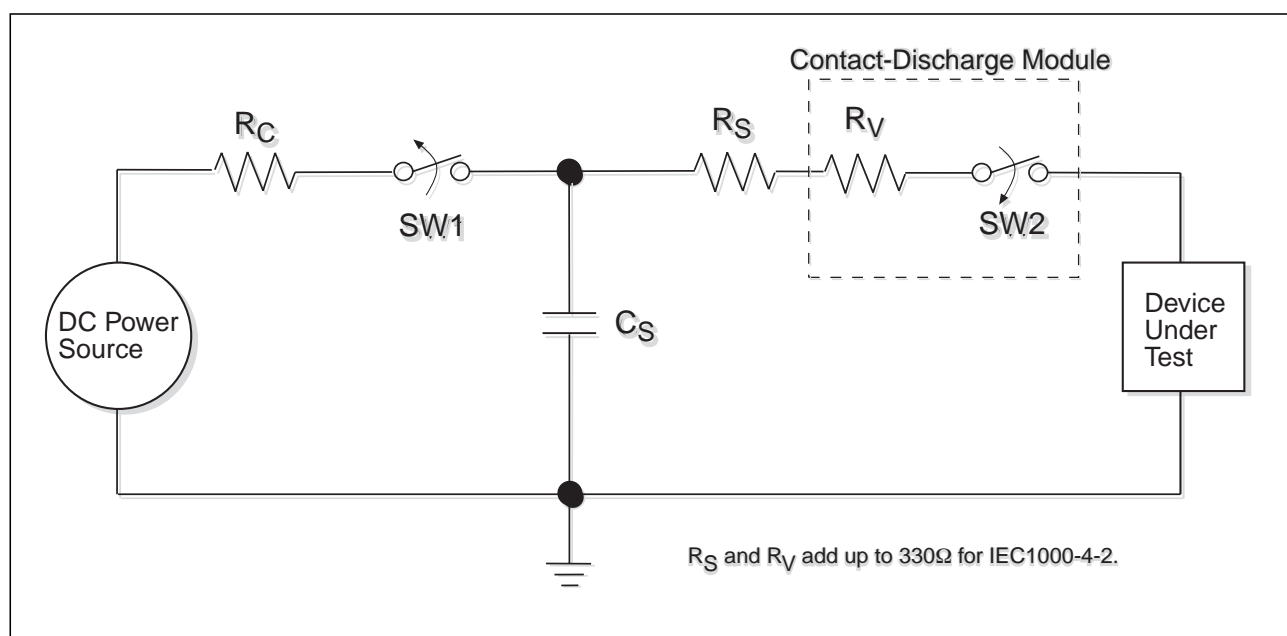 Contact-Discharge Module
RC
RS
RV
SW1
SW2
DC Power
Source
CS
Device
Under
Test
RS and RV add up to 330Ω for IEC1000-4-2.